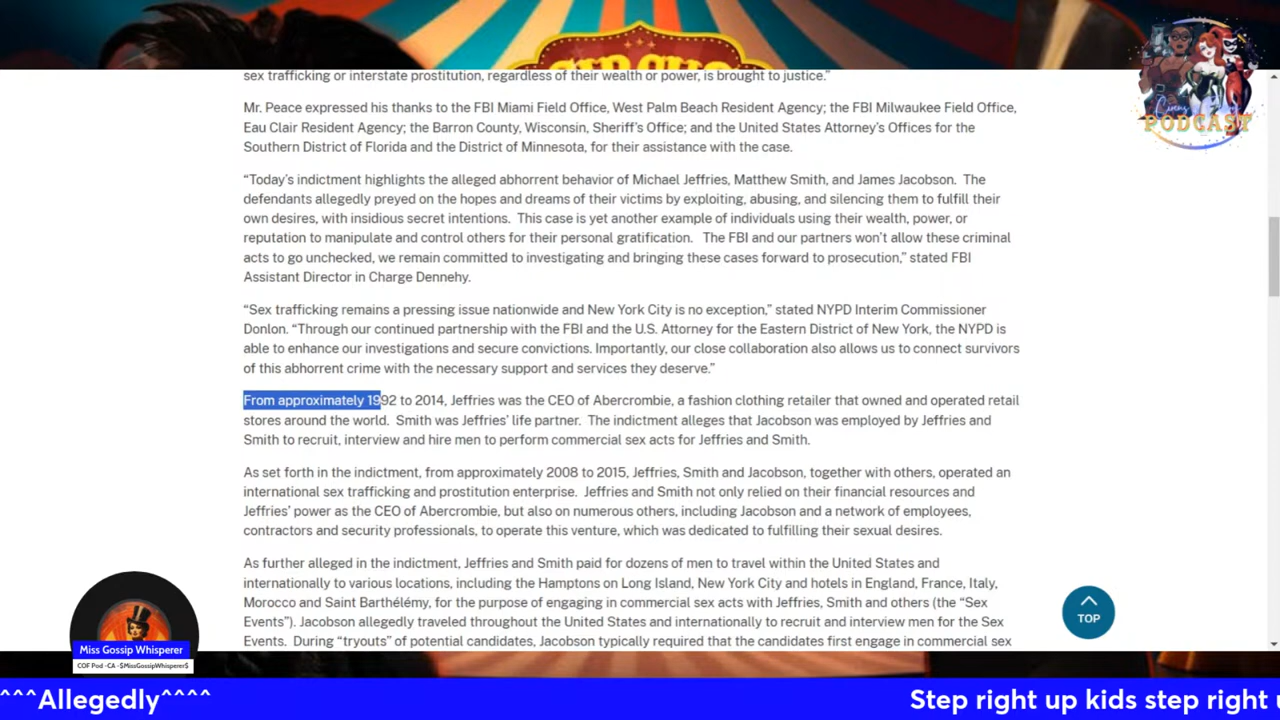 sex trafficking or interstate prostitution, regardless of their wealth or power, is brought to justice.”
Mr. Peace expressed his thanks to the FBI Miami Field Office, West Palm Beach Resident Agency; the FBI Milwaukee Field Office,
Eau Clair Resident Agency; the Barron County, Wisconsin, Sheriff’s Office; and the United States Attorney’s Offices for the
Southern District of Florida and the District of Minnesota, for their assistance with the case.
“Today’s indictment highlights the alleged abhorrent behavior of Michael Jeffries, Matthew Smith, and James Jacobson. The
defendants allegedly preyed on the hopes and dreams of their victims by exploiting, abusing, and silencing them to fulfill their
own desires, with insidious secret intentions. This case is yet another example of individuals using their wealth, power, or
reputation to manipulate and control others for their personal gratification. The FBI and our partners won’t allow these criminal
acts to go unchecked, we remain committed to investigating and bringing these cases forward to prosecution,” stated FBI
Assistant Director in Charge Dennehy.
“Sex trafficking remains a pressing issue nationwide and New York City is no exception,” stated NYPD Interim Commissioner
Donlon. “Through our continued partnership with the FBI and the U.S. Attorney for the Eastern District of New York, the NYPD is
able to enhance our investigations and secure convictions. Importantly, our close collaboration also allows us to connect survivors
of this abhorrent crime with the necessary support and services they deserve.”
From approximately 1992 to 2014, Jeffries was the CEO of Abercrombie, a fashion clothing retailer that owned and operated retail
stores around the world. Smith was Jeffries’ life partner. The indictment alleges that Jacobson was employed by Jeffries and
Smith to recruit, interview and hire men to perform commercial sex acts for Jeffries and Smith.
As set forth in the indictment, from approximately 2008 to 2015, Jeffries, Smith and Jacobson, together with others, operated an
international sex trafficking and prostitution enterprise. Jeffries and Smith not only relied on their financial resources and
Jeffries’ power as the CEO of Abercrombie, but also on numerous others, including Jacobson and a network of employees,
contractors and security professionals, to operate this venture, which was dedicated to fulfilling their sexual desires.
As further alleged in the indictment, Jeffries and Smith paid for dozens of men to travel within the United States and
internationally to various locations, including the Hamptons on Long Island, New York City and hotels in England, France, Italy,
Morocco and Saint Barthélémy, for the purpose of engaging in commercial sex acts with Jeffries, Smith and others (the “Sex
Events”). Jacobson allegedly traveled throughout the United States and internationally to recruit and interview men for the Sex
Events. During “tryouts” of potential candidates, Jacobson typically required that the candidates first engage in commercial sex
TOP
PODCAST
Miss Gossip Whisperer
COF Pod -CA -$MissGossipWhisperer$
^^^Allegedly^^^^
Step right up kids step right